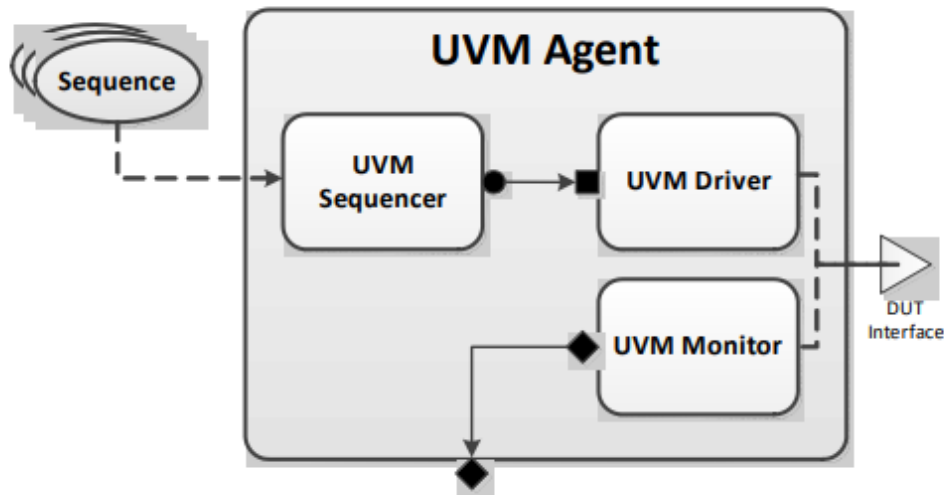 UVM Agent
Sequence
UVM
Sequencer
UVM Driver
UVM Monitor
DUT
Interface